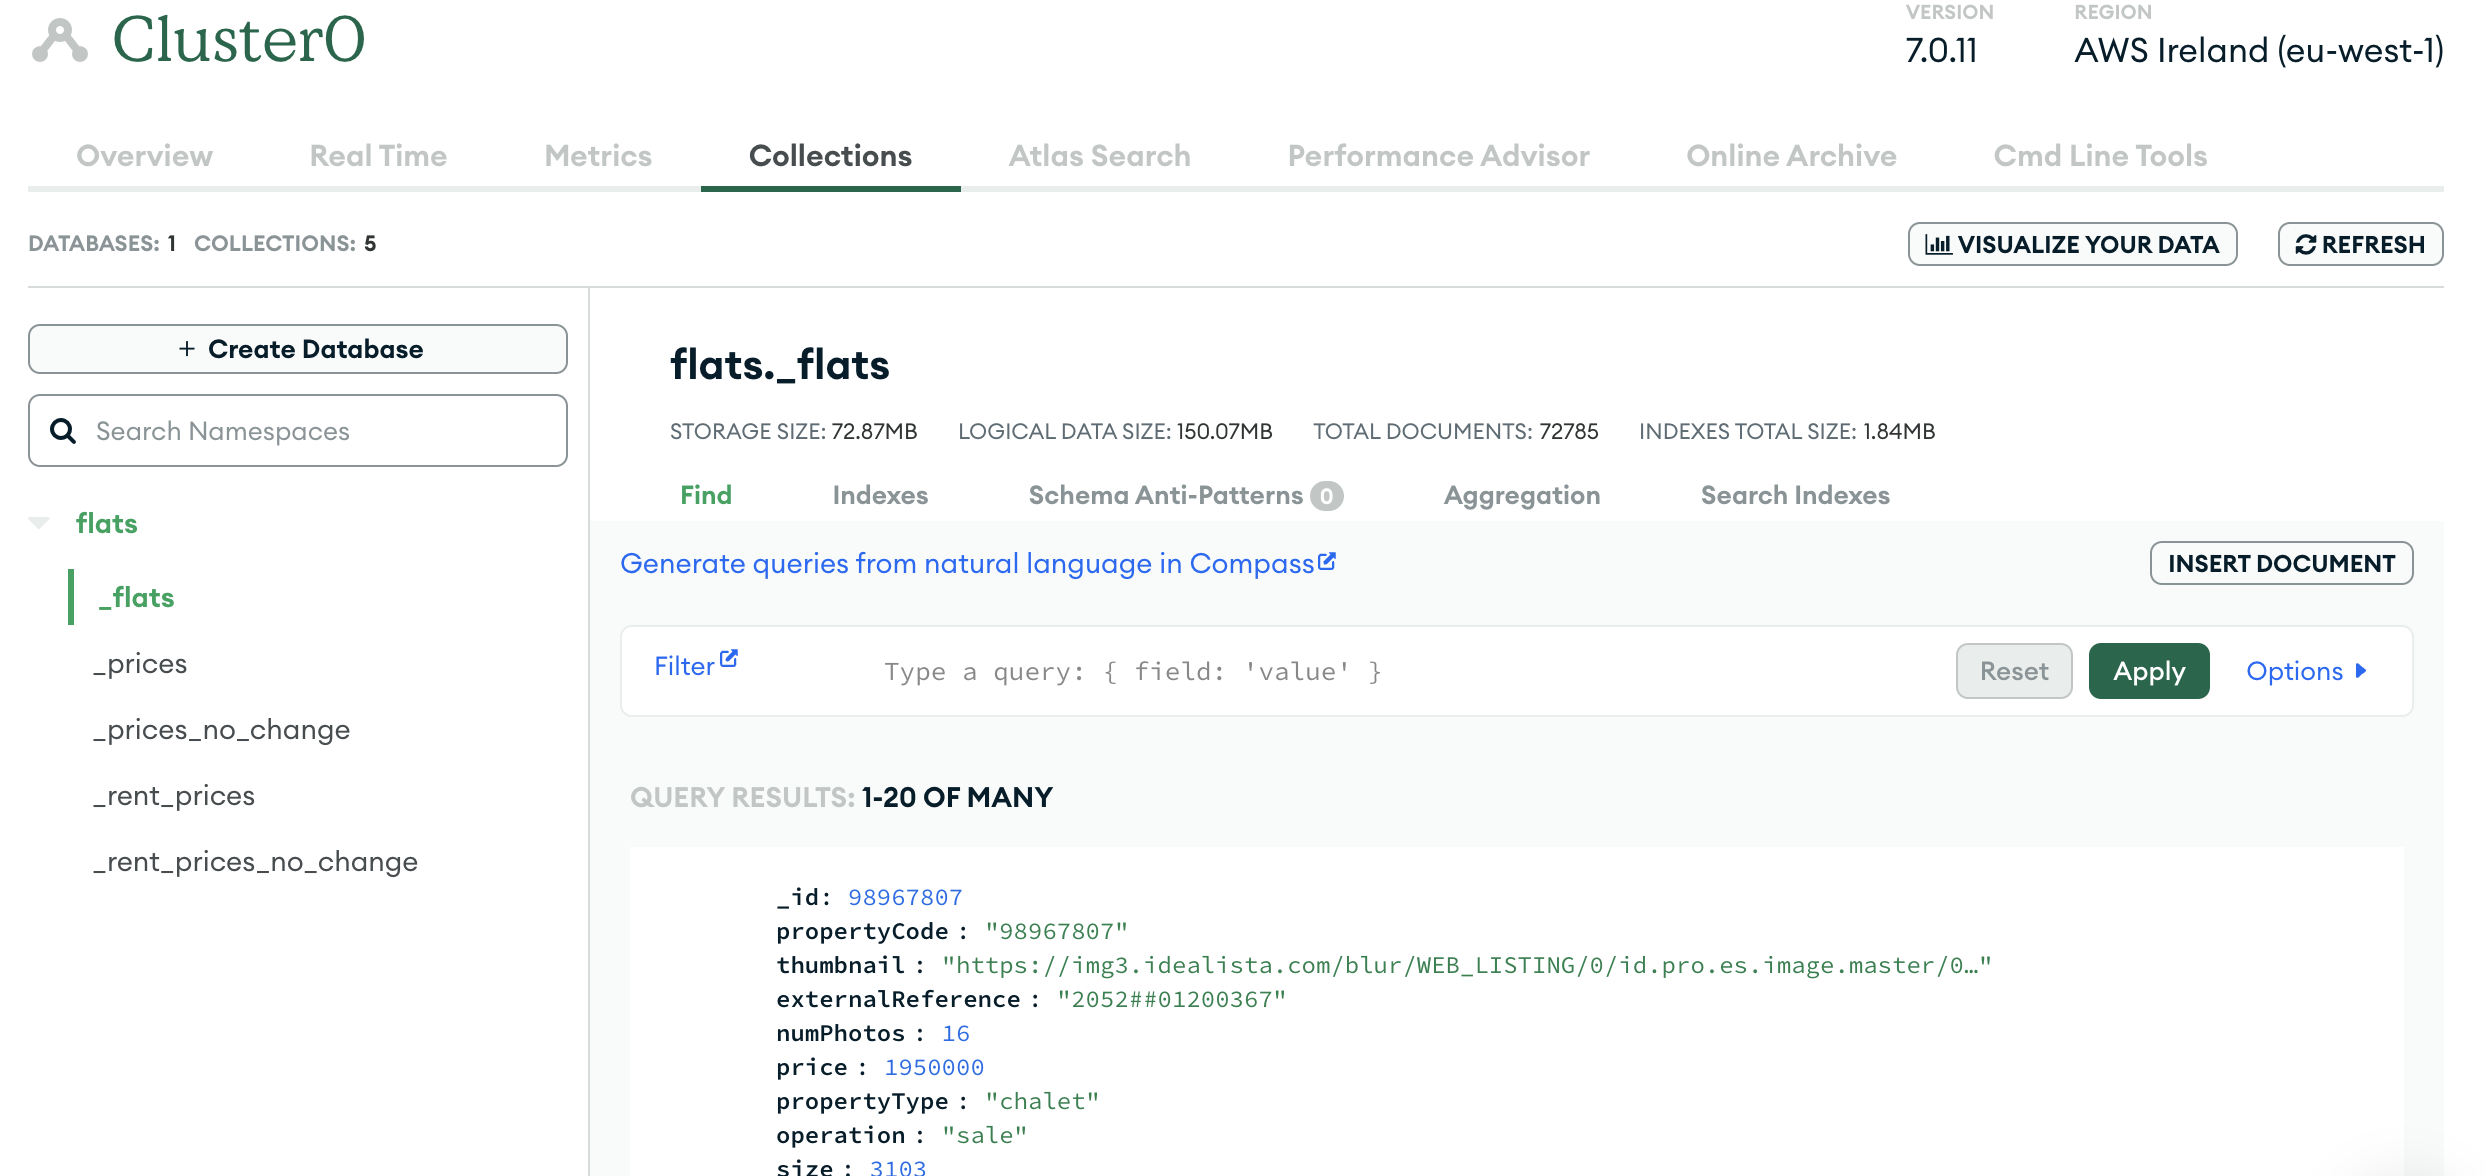 Cluster0
VERSION
7.0.11
REGION
AWS Ireland (eu-west-1)
Overview Real Time Metrics Collections Atlas Search Performance Advisor Online Archive Cmd Line Tools
DATABASES: 1 COLLECTIONS: 5
VISUALIZE YOUR DATA
REFRESH
+ Create Database
Search Namespaces
flats
_flats
_prices
_prices_no_change
_rent_prices
_rent_prices_no_change
flats._flats
STORAGE SIZE: 72.87MB LOGICAL DATA SIZE: 150.07MB TOTAL DOCUMENTS: 72785 INDEXES TOTAL SIZE: 1.84MB
Find Indexes Schema Anti-Patterns 0 Aggregation Search Indexes
Generate queries from natural language in Compass
INSERT DOCUMENT
Filter Type a query: { field: 'value' } Reset Apply Options
QUERY RESULTS: 1-20 OF MANY
_id: 98967807
propertyCode : "98967807"
thumbnail : "https://img3.idealista.com/blur/WEB_LISTING/0/id.pro.es.image.master/0…"
externalReference : "2052##01200367"
numPhotos : 16
price : 1950000
propertyType : "chalet"
operation : "sale"
size : 3103